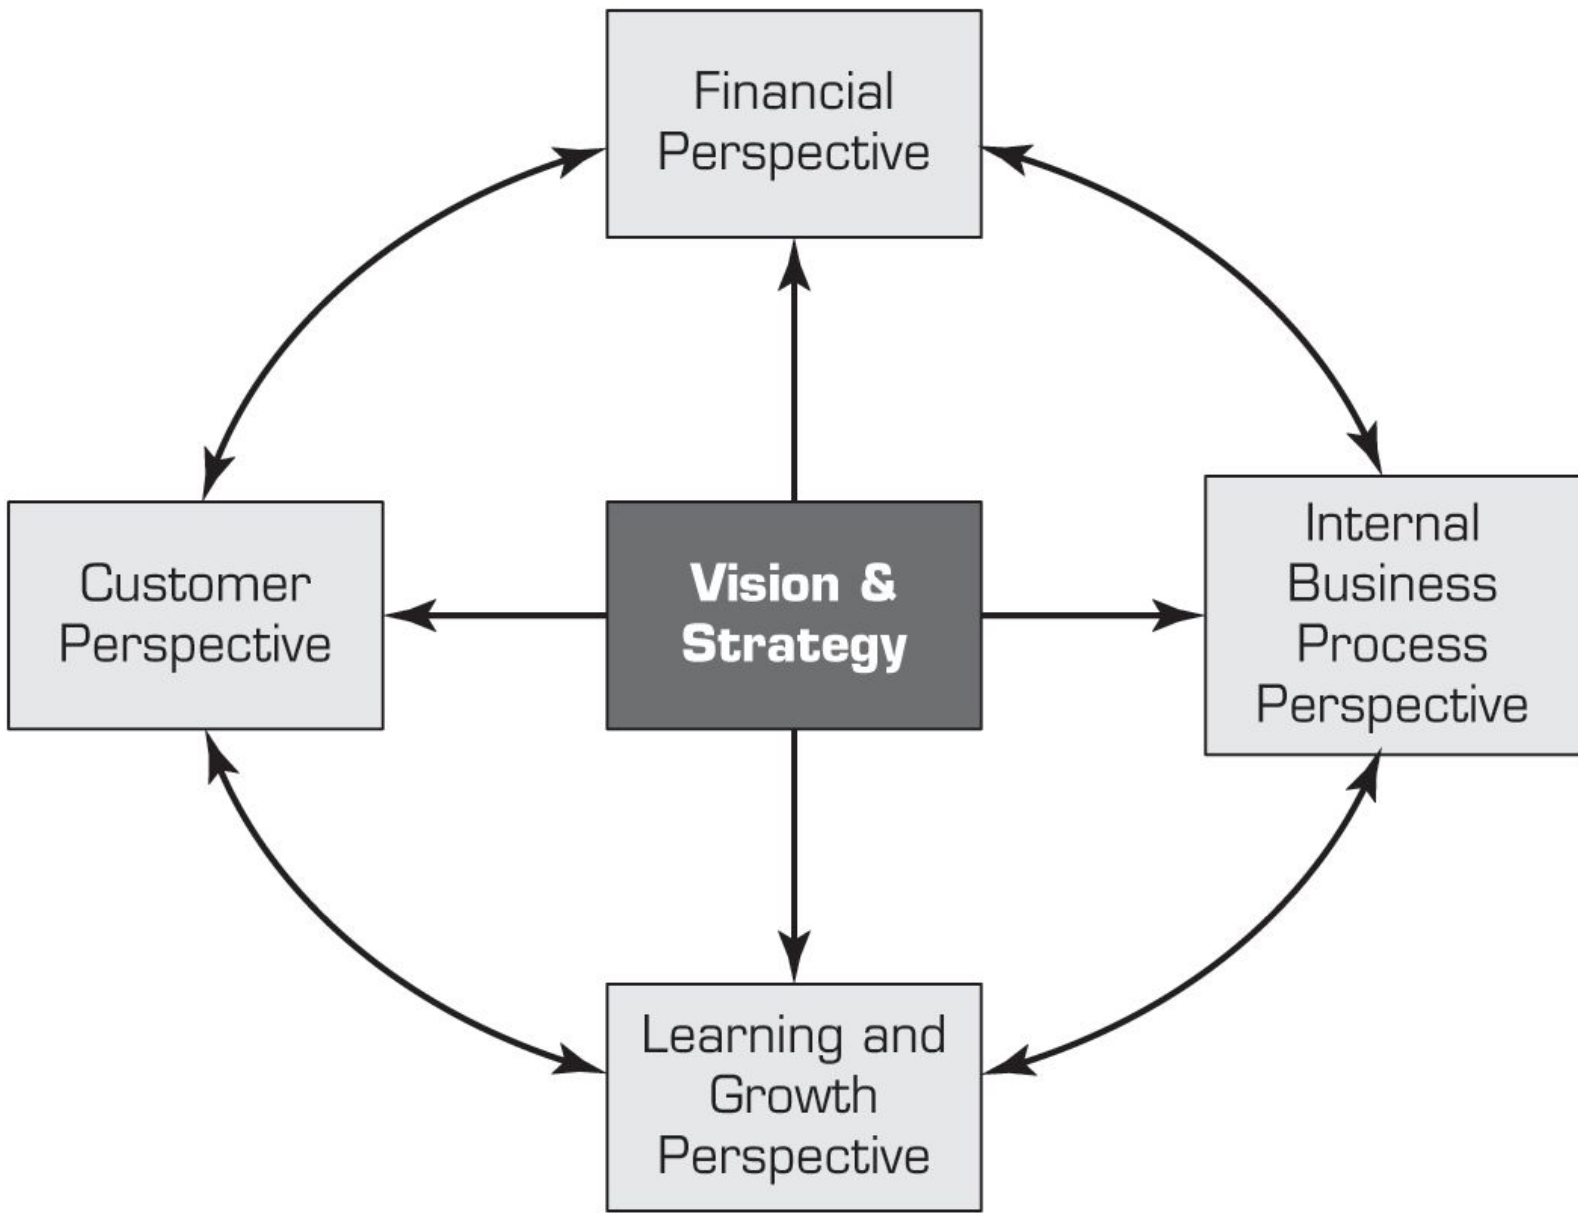 Financial
Perspective
Customer
Perspective
Vision &
Strategy
Internal
Business
Process
Perspective
Learning and
Growth
Perspective